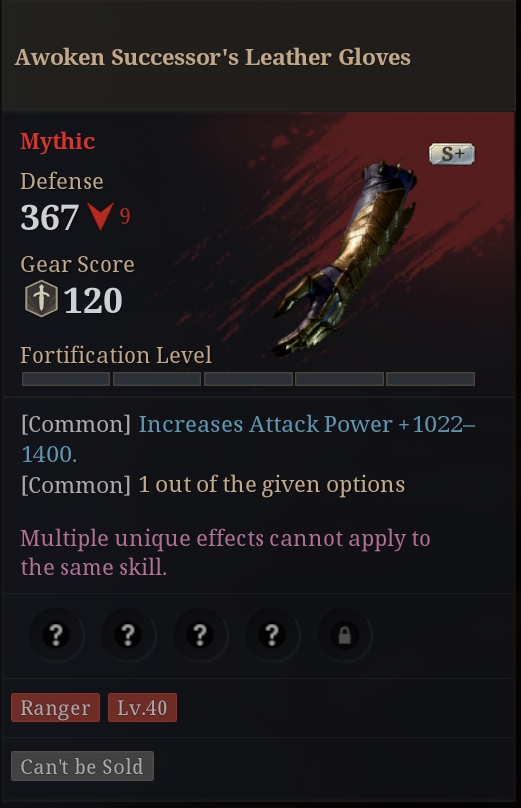 Awoken Successor's Leather Gloves
Mythic
S+
Defense
367 9
Gear Score
120
Fortification Level
[Common] Increases Attack Power +1022–
1400.
[Common] 1 out of the given options
Multiple unique effects cannot apply to
the same skill.
? ? ? ?
Ranger Lv.40
Can't be Sold